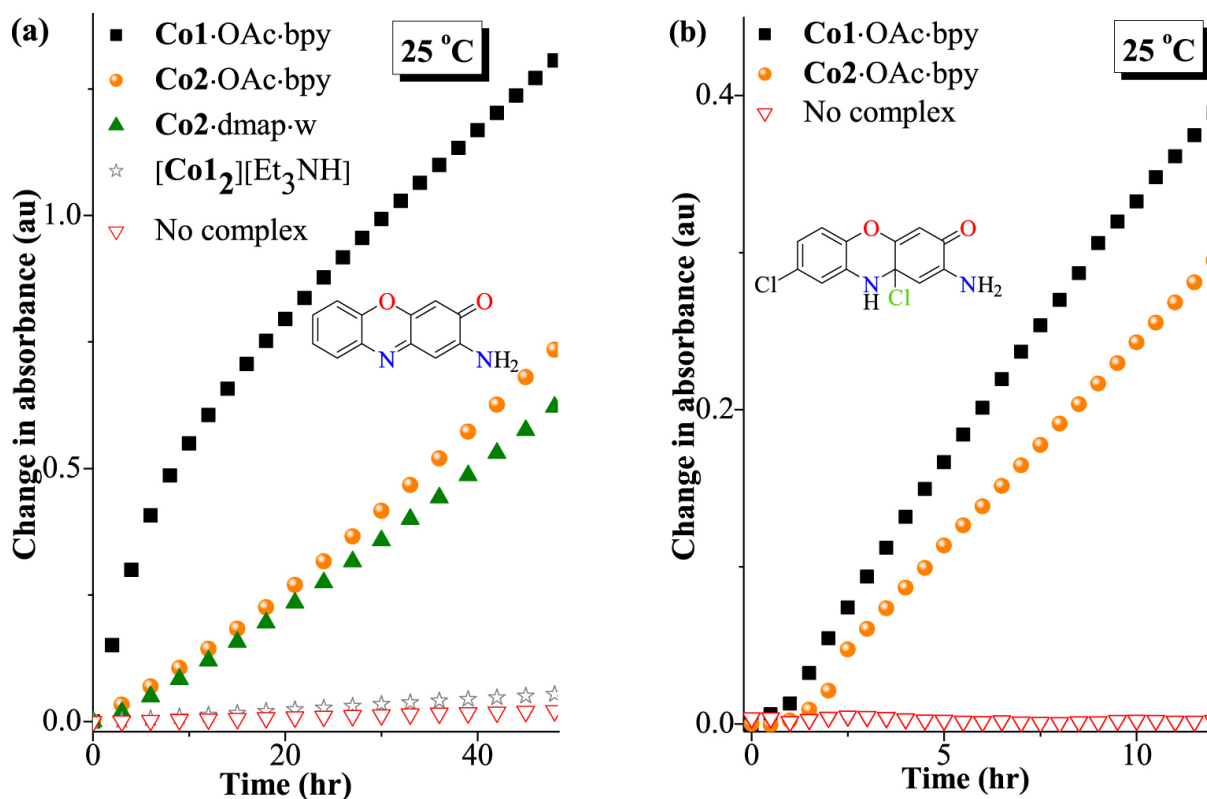 (a)
25 °C
Co1·OAc·bpy
Co2·OAc·bpy
Co2·dmap·w
[Co1₂][Et₃NH]
No complex
1.0
0.5
0.0
Change in absorbance (au)
O
O
N
NH₂
0
20
40
Time (hr)
(b)
25 °C
Co1·OAc·bpy
Co2·OAc·bpy
No complex
0.4
0.2
0.0
Change in absorbance (au)
O
O
Cl
N
H
Cl
NH₂
0
5
10
Time (hr)